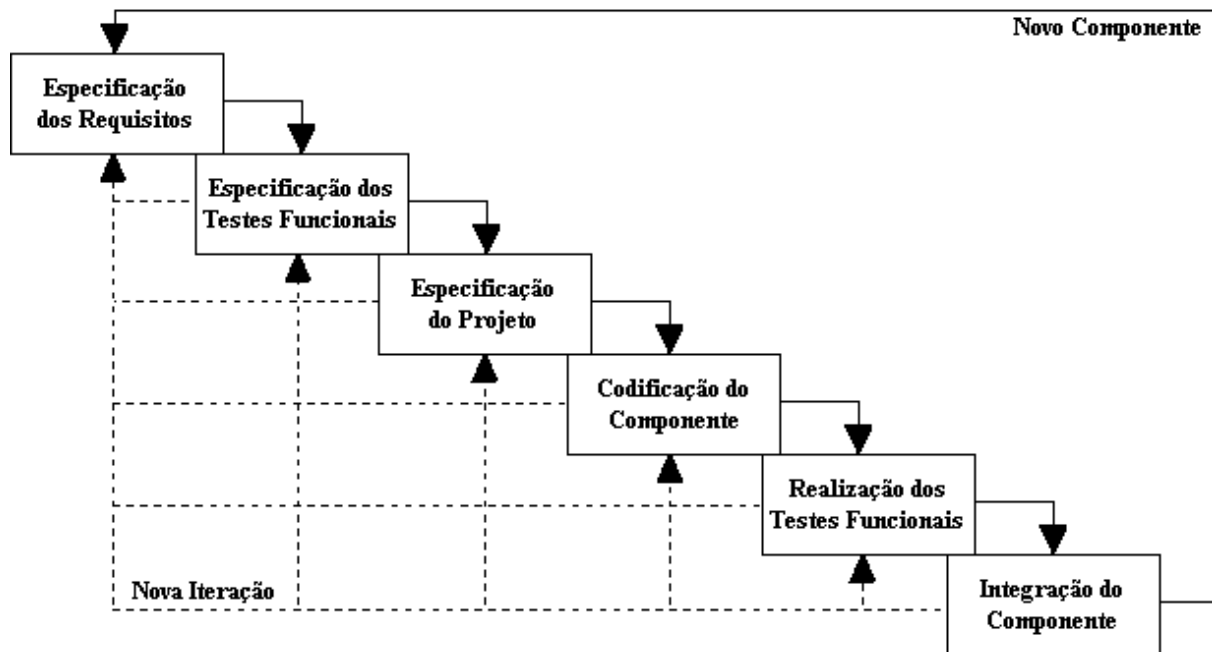 Novo Componente
Especificação
dos Requisitos
Especificação dos
Testes Funcionais
Especificação
do Projeto
Codificação do
Componente
Realização dos
Testes Funcionais
Nova Iteração
Integração do
Componente